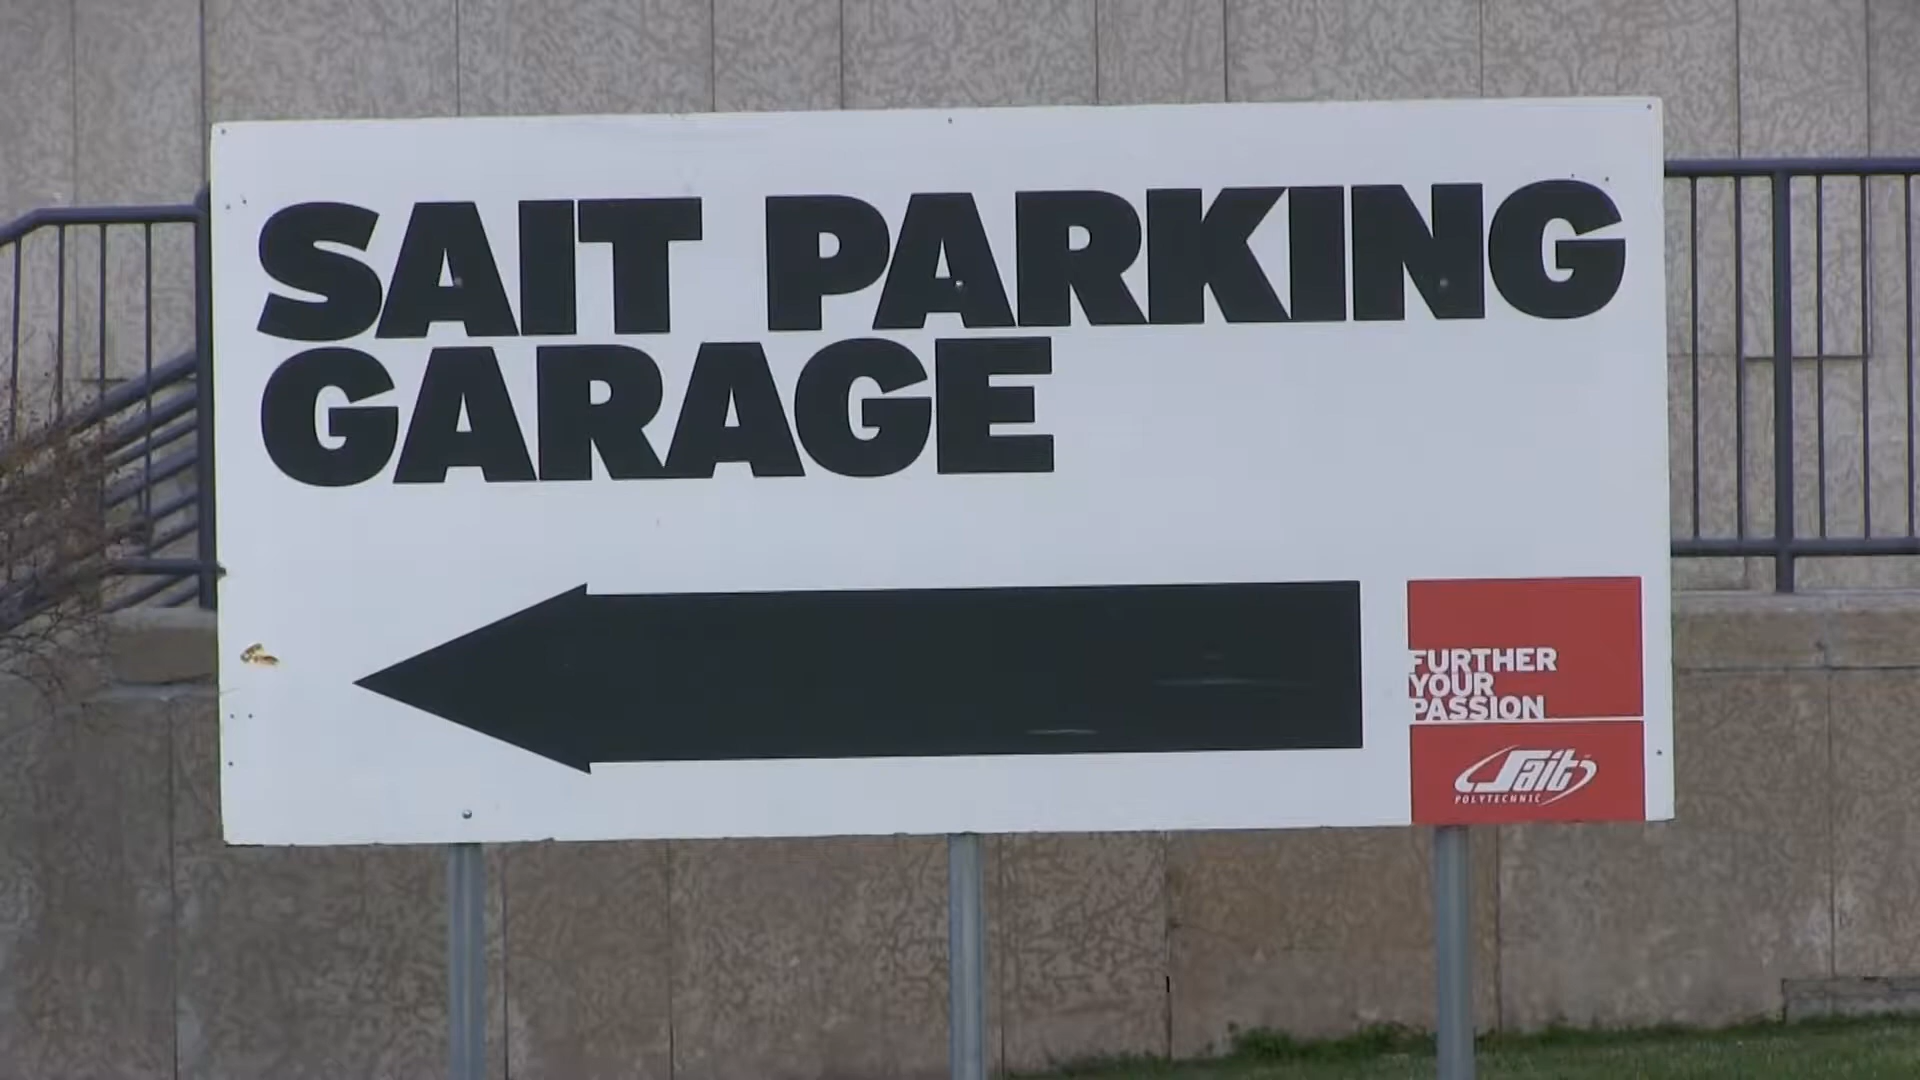 SAIT PARKING
GARAGE
FURTHER
YOUR
PASSION
Sait
POLYTECHNIC